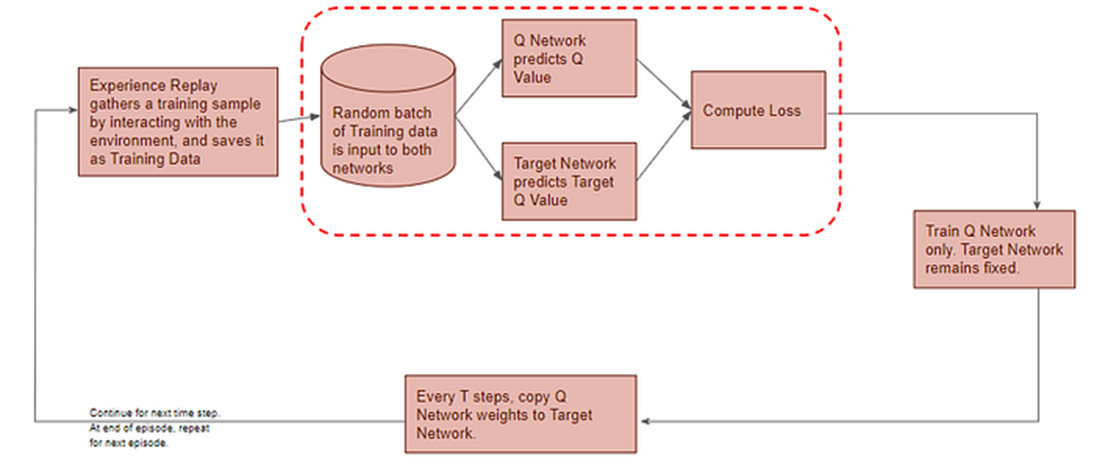 Experience Replay
gathers a training sample
by interacting with the
environment, and saves it
as Training Data
Random batch
of Training data
is input to both
networks
Q Network
predicts Q
Value
Target Network
predicts Target
Q Value
Compute Loss
Train Q Network
only. Target Network
remains fixed.
Every T steps, copy Q
Network weights to Target
Network.
Continue for next time step.
At end of episode, repeat
for next episode.